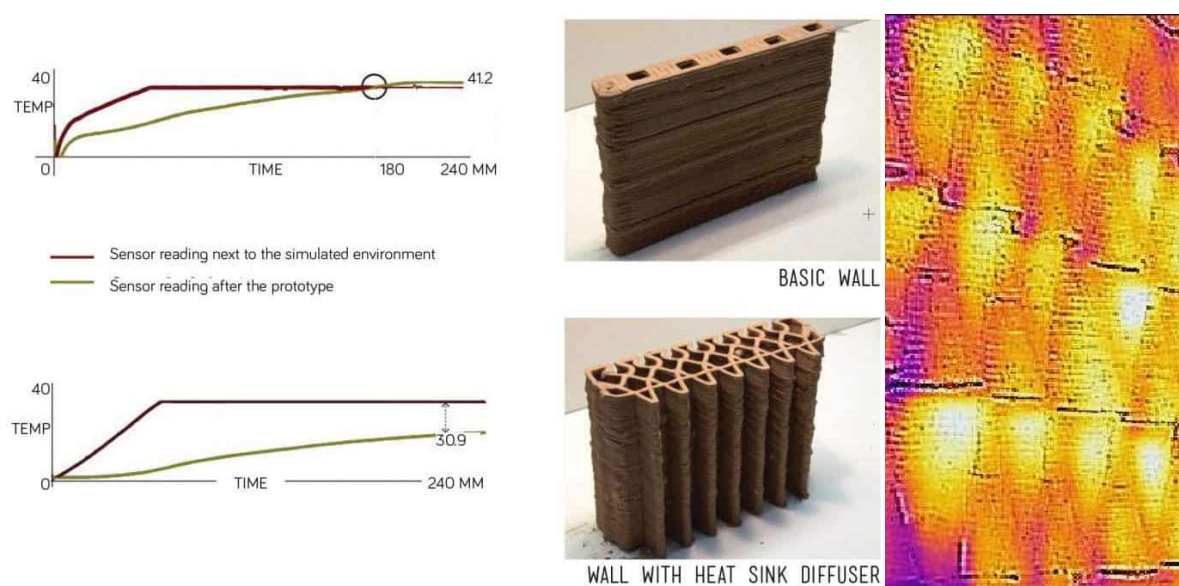 40
TEMP
41.2
0
TIME
180
240 MM
Sensor reading next to the simulated environment
Sensor reading after the prototype
BASIC WALL
40
TEMP
30.9
0
TIME
240 MM
WALL WITH HEAT SINK DIFFUSER